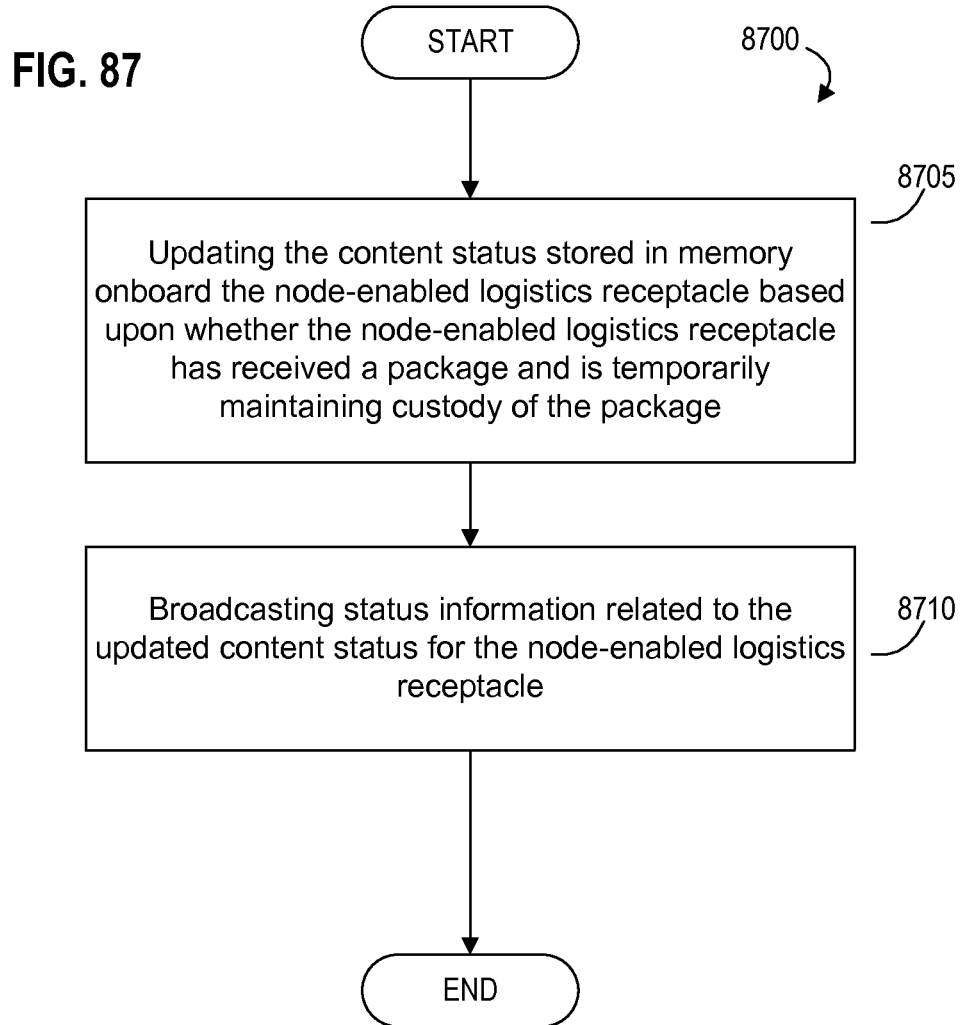 START
8700
FIG. 87
8705
Updating the content status stored in memory
onboard the node-enabled logistics receptacle based
upon whether the node-enabled logistics receptacle
has received a package and is temporarily
maintaining custody of the package
Broadcasting status information related to the
updated content status for the node-enabled logistics
receptacle
8710
END